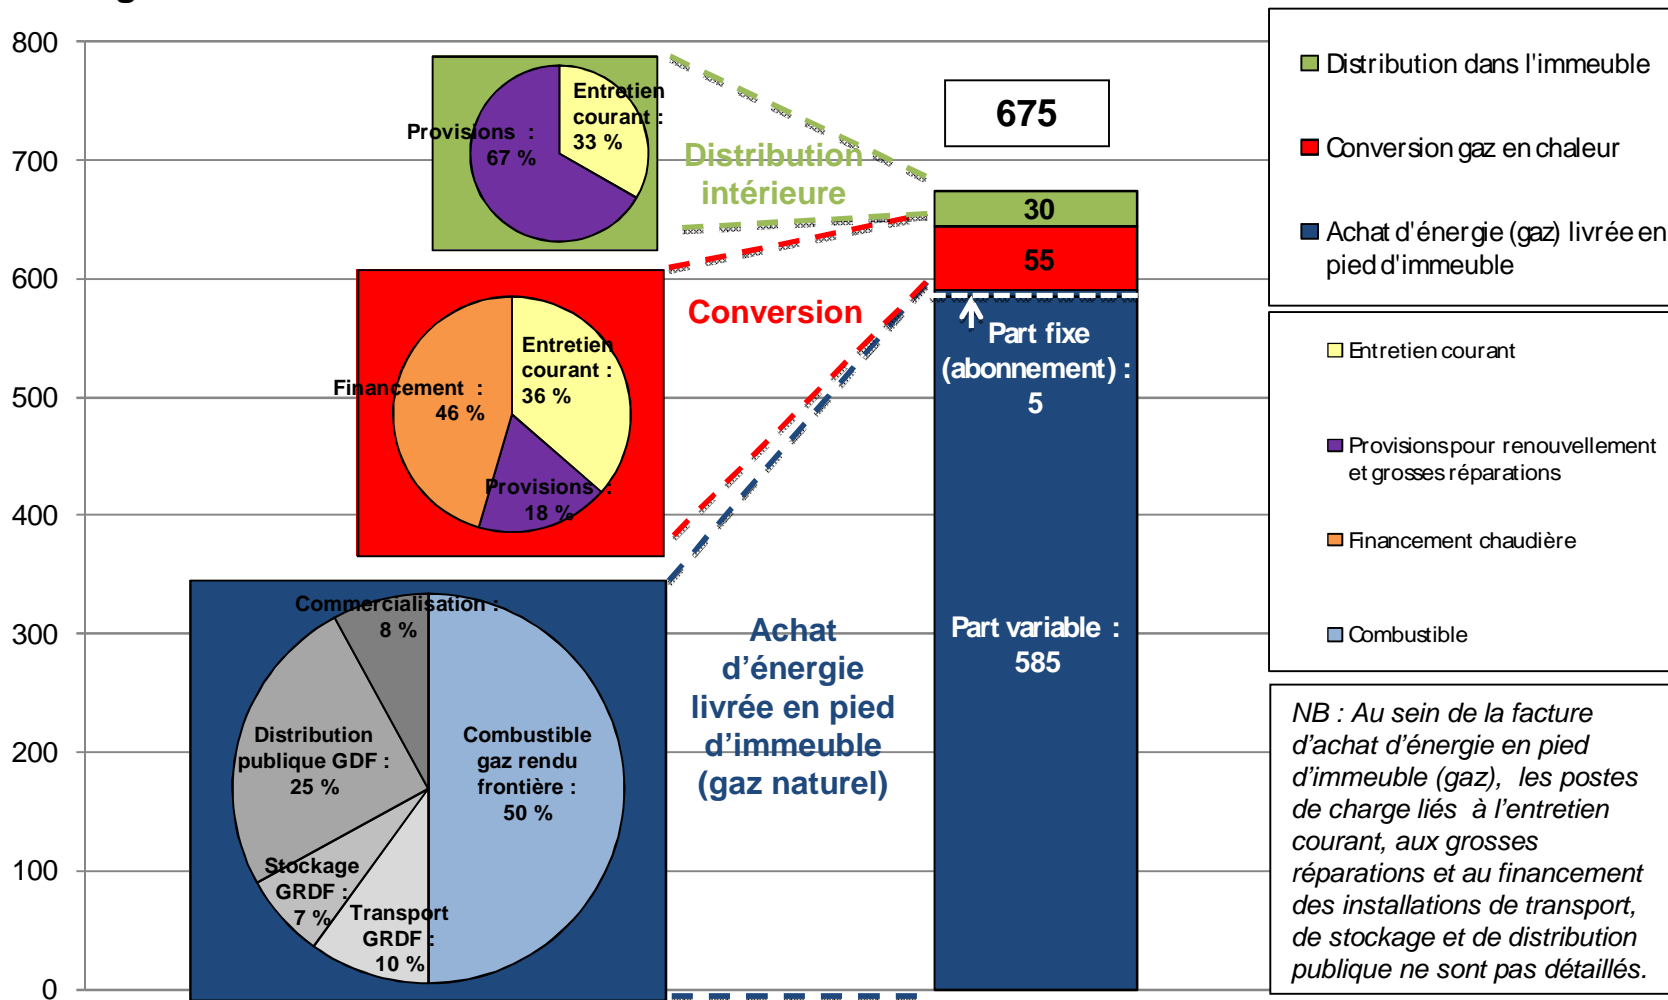 800
700
600
500
400
300
200
100
0
Entretien
courant :
33 %
Provisions :
67 %
Distribution
intérieure
Entretien
courant :
36 %
Financement :
46 %
Provisions :
18 %
Conversion
Commercialisation :
8 %
Distribution
publique GDF :
25 %
Combustible
gaz rendu
frontière :
50 %
Stockage
GRDF :
7 %
Transport
GRDF :
10 %
Achat
d’énergie
livrée en pied
d’immeuble
(gaz naturel)
675
30
55
Part fixe
(abonnement) :
5
Part variable :
585
Distribution dans l'immeuble
Conversion gaz en chaleur
Achat d'énergie (gaz) livrée en
pied d'immeuble
Entretien courant
Provisions pour renouvellement
et grosses réparations
Financement chaudière
Combustible
NB : Au sein de la facture
d’achat d’énergie en pied
d’immeuble (gaz), les postes
de charge liés à l’entretien
courant, aux grosses
réparations et au financement
des installations de transport,
de stockage et de distribution
publique ne sont pas détaillés.